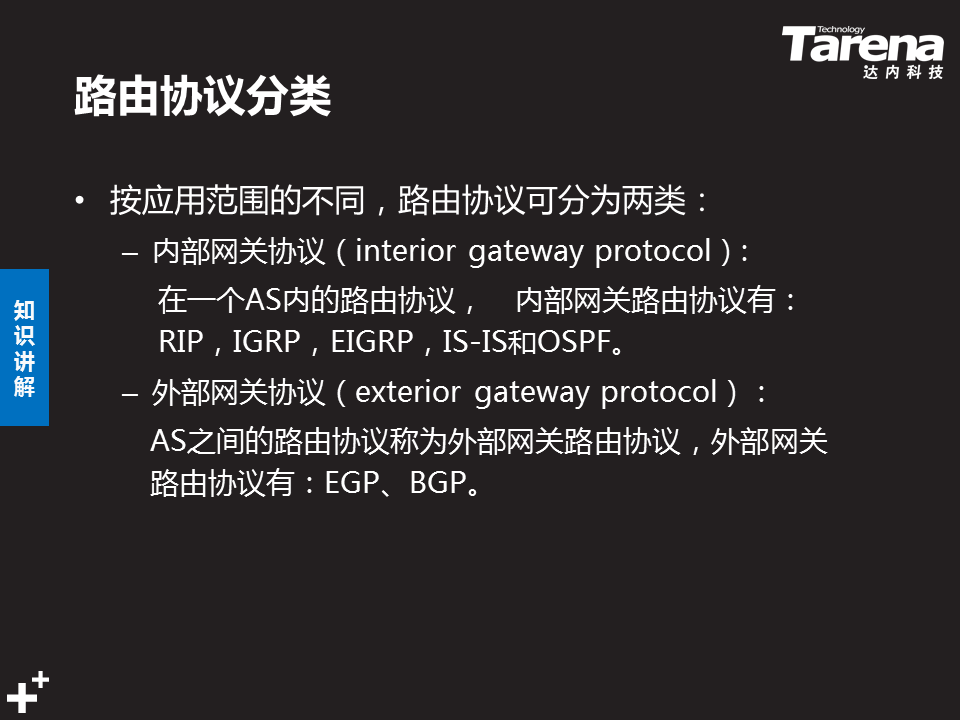 Technology
Tarena
达内科技
路由协议分类
• 按应用范围的不同，路由协议可分为两类：
– 内部网关协议（interior gateway protocol）:
在一个AS内的路由协议， 内部网关路由协议有：
RIP，IGRP，EIGRP，IS-IS和OSPF。
– 外部网关协议（exterior gateway protocol）：
AS之间的路由协议称为外部网关路由协议，外部网关
路由协议有：EGP、BGP。
知
识
讲
解